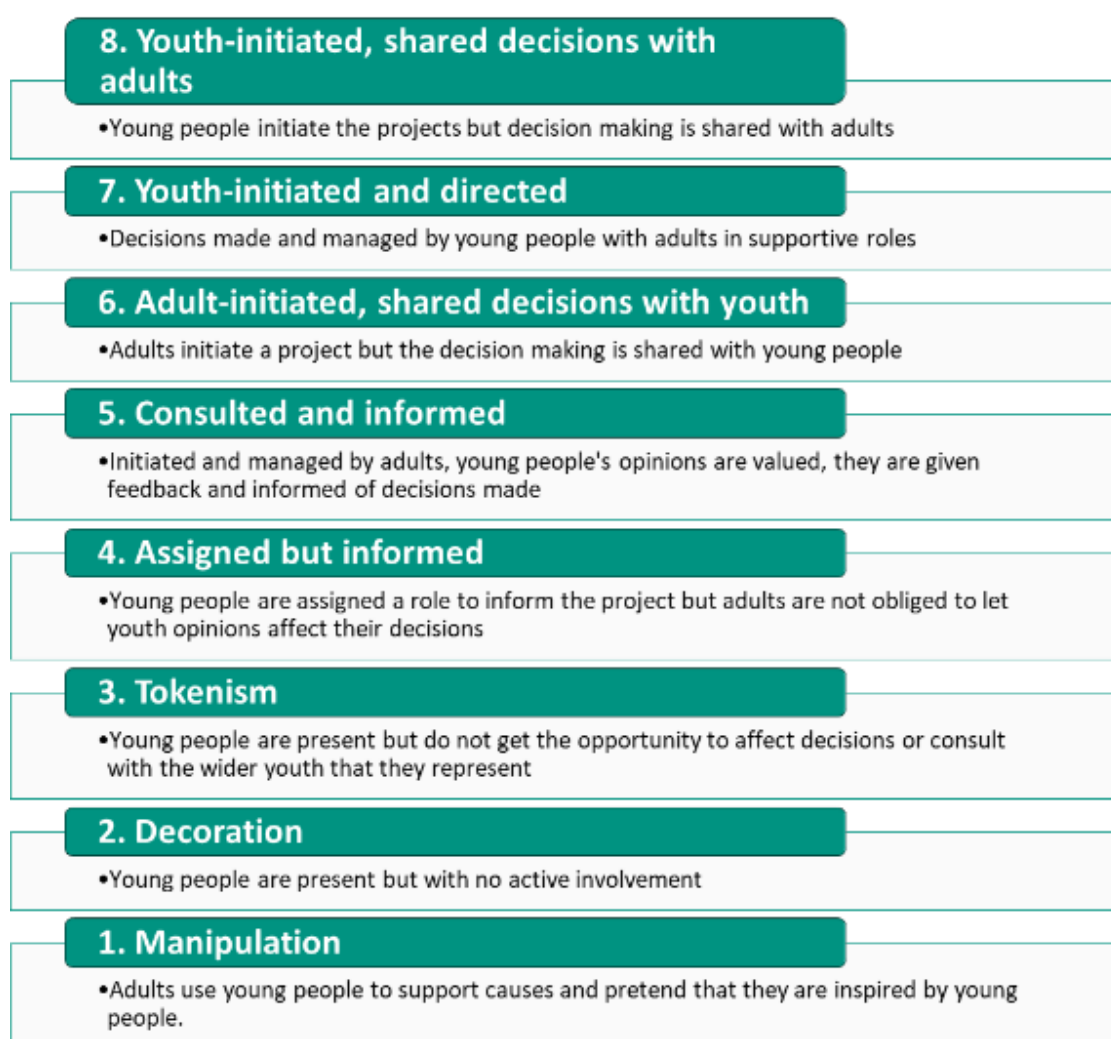 8. Youth-initiated, shared decisions with
adults
•Young people initiate the projects but decision making is shared with adults
7. Youth-initiated and directed
•Decisions made and managed by young people with adults in supportive roles
6. Adult-initiated, shared decisions with youth
•Adults initiate a project but the decision making is shared with young people
5. Consulted and informed
•Initiated and managed by adults, young people's opinions are valued, they are given
feedback and informed of decisions made
4. Assigned but informed
•Young people are assigned a role to inform the project but adults are not obliged to let
youth opinions affect their decisions
3. Tokenism
•Young people are present but do not get the opportunity to affect decisions or consult
with the wider youth that they represent
2. Decoration
•Young people are present but with no active involvement
1. Manipulation
•Adults use young people to support causes and pretend that they are inspired by young
people.